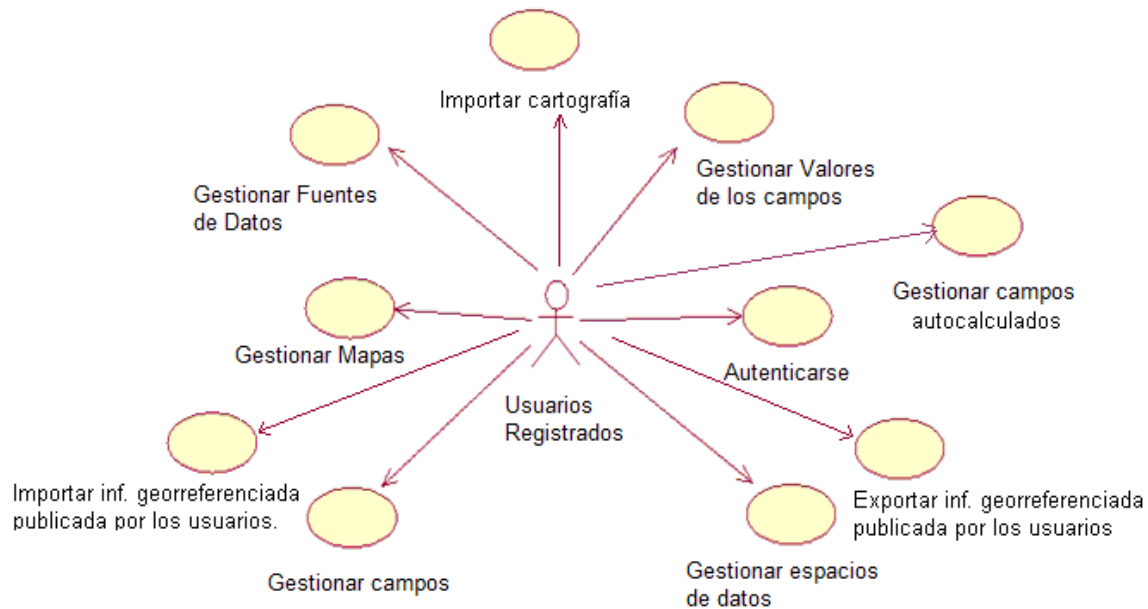 Importar cartografía
Gestionar Valores
de los campos
Gestionar Fuentes
de Datos
Gestionar campos
autocalculados
Gestionar Mapas
Autenticarse
Usuarios
Registrados
Importar inf. georreferenciada
publicada por los usuarios.
Exportar inf. georreferenciada
publicada por los usuarios
Gestionar campos
Gestionar espacios
de datos